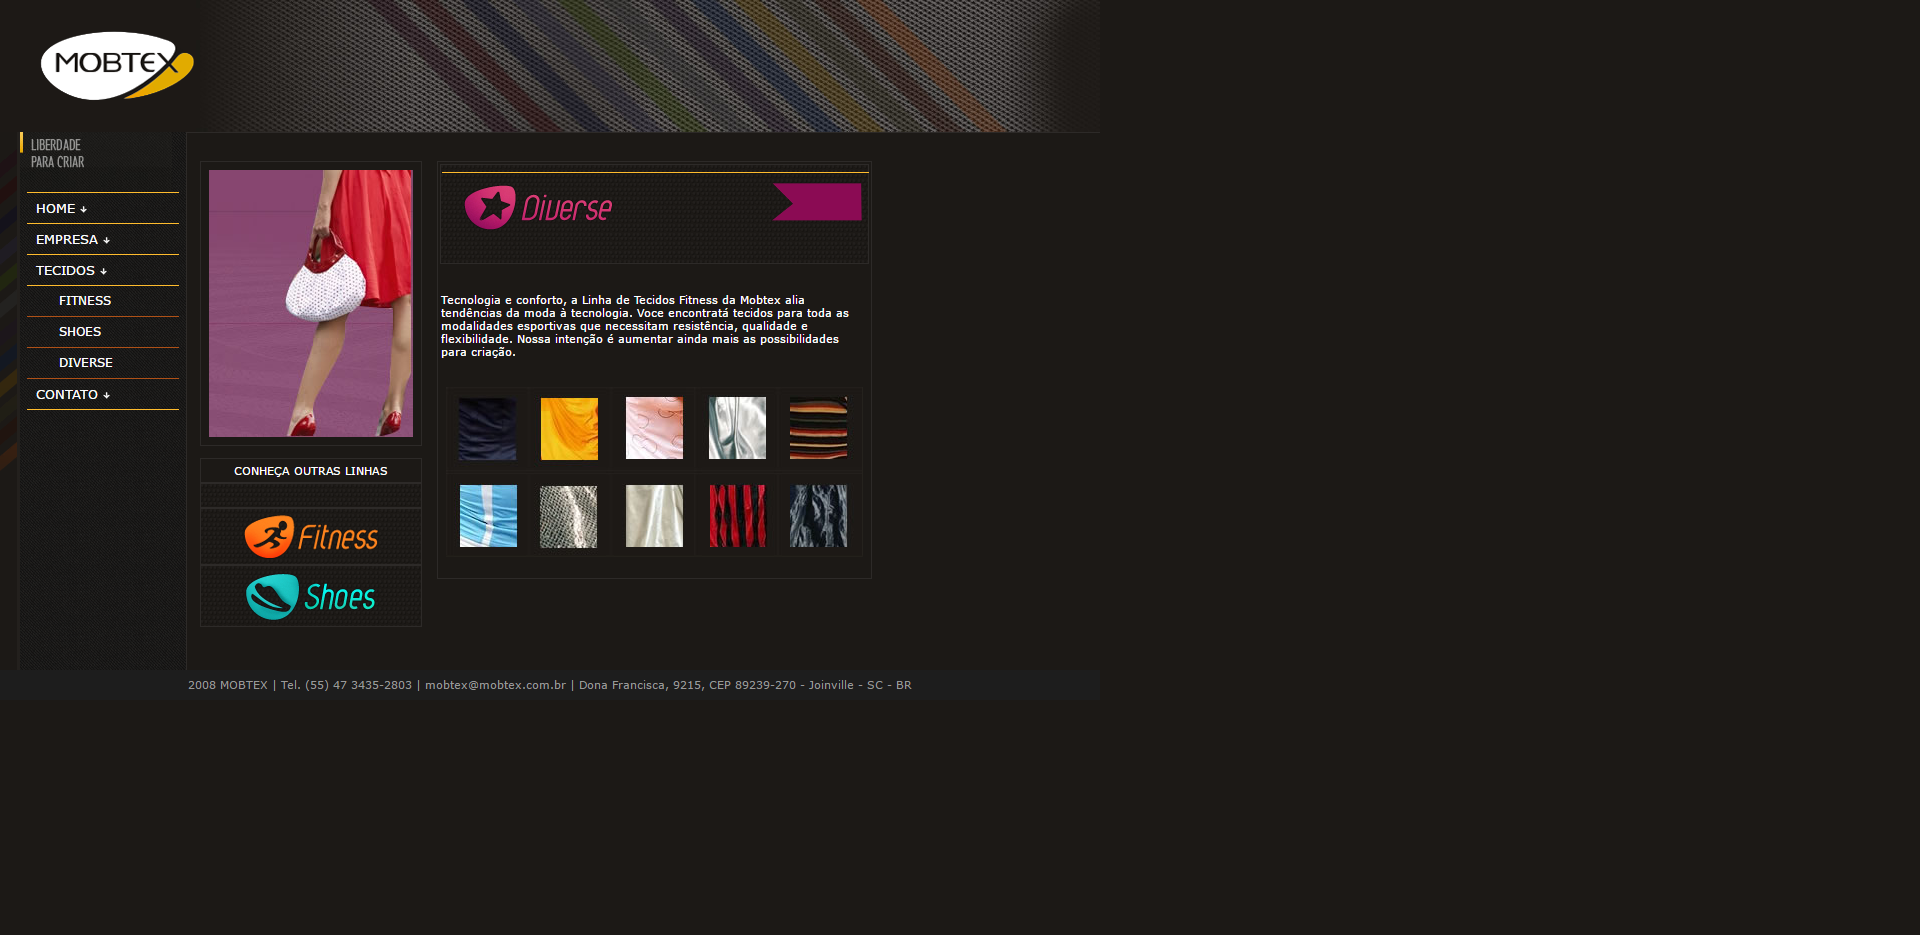 MOBTEX
LIBERDADE
PARA CRIAR
HOME
EMPRESA
TECIDOS
FITNESS
SHOES
DIVERSE
CONTATO
CONHEÇA OUTRAS LINHAS
Fitness
Shoes
Diverse
Tecnologia e conforto, a Linha de Tecidos Fitness da Mobtex alia
tendências da moda à tecnologia. Voce encontratá tecidos para toda as
modalidades esportivas que necessitam resistência, qualidade e
flexibilidade. Nossa intenção é aumentar ainda mais as possibilidades
para criação.
2008 MOBTEX | Tel. (55) 47 3435-2803 | mobtex@mobtex.com.br | Dona Francisca, 9215, CEP 89239-270 - Joinville - SC - BR